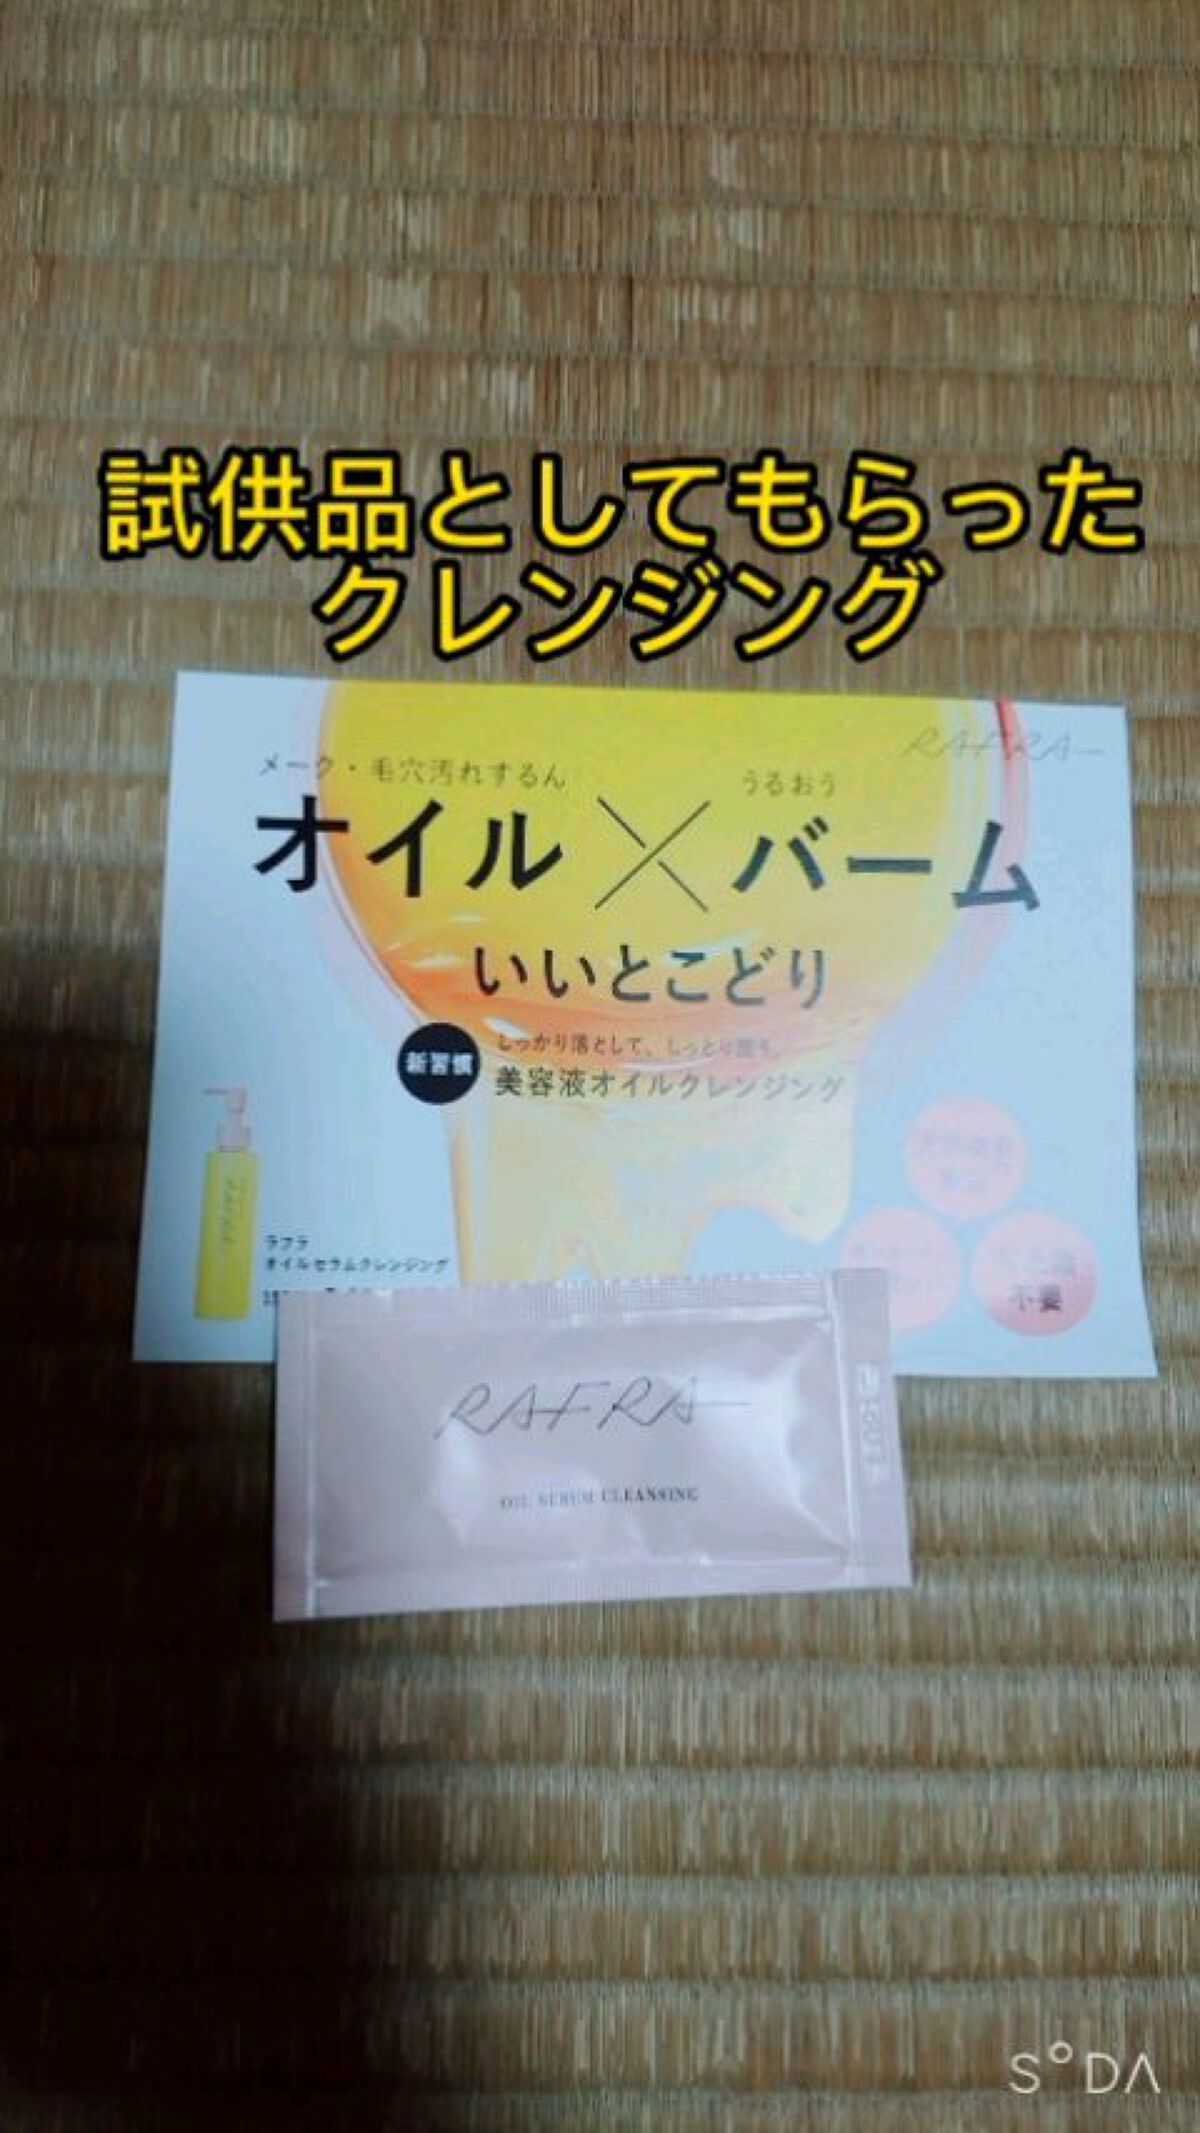 試供品としてもらった
クレンジング
RAFRA
メーク・毛穴汚れするん
うるおう
オイル×バーム
いいとこどり
新習慣
しっかり落として、しっとり潤う。
美容液オイルクレンジング
ラフラ
オイルセラムクレンジング
不要
RAFRA
OIL SERUM CLEANSING
SODA